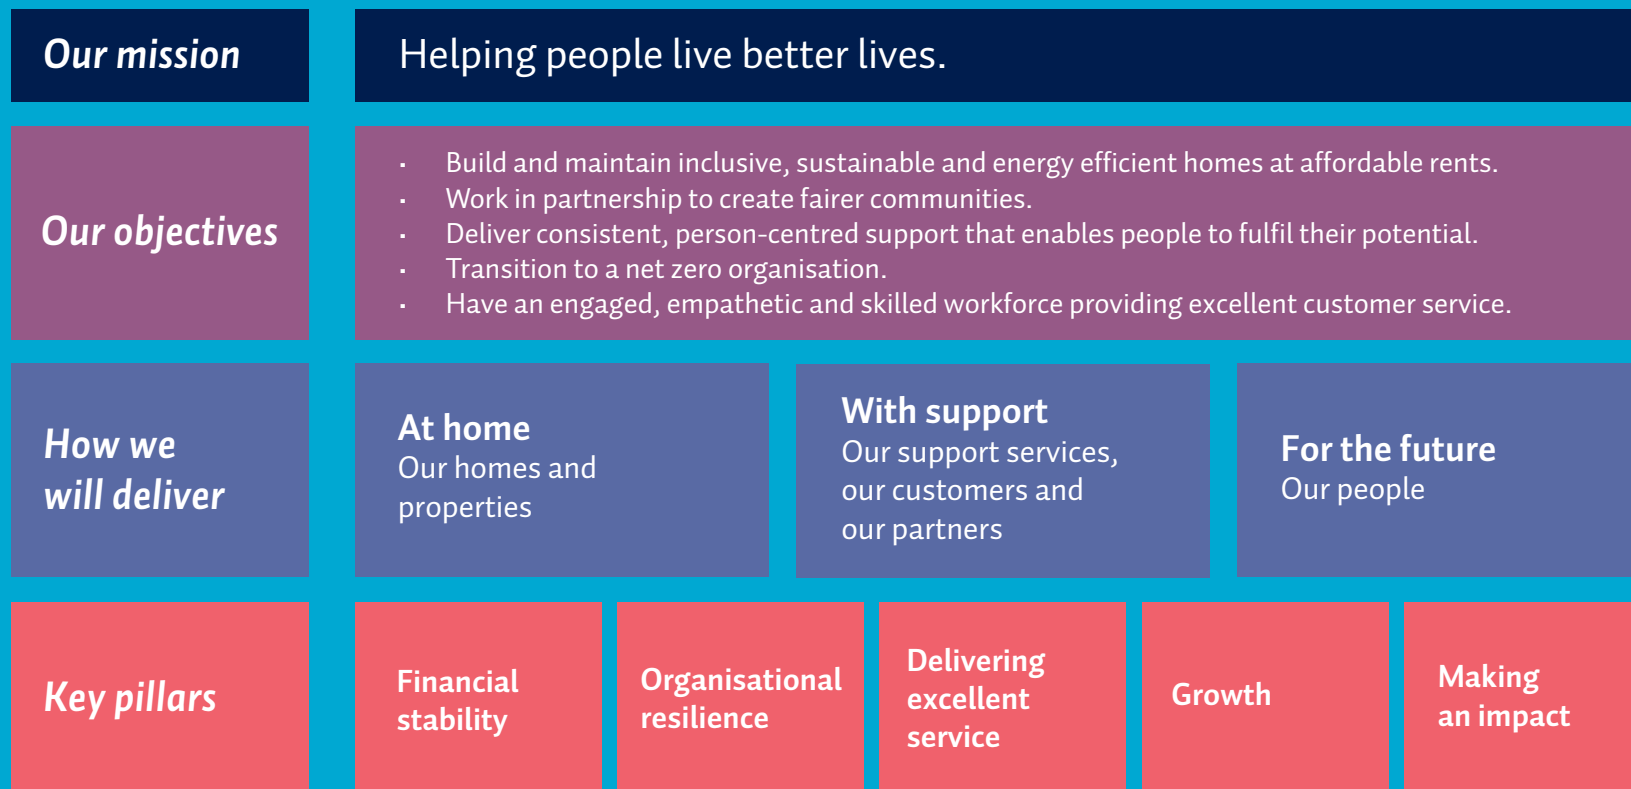 Our mission
Helping people live better lives.
Our objectives
· Build and maintain inclusive, sustainable and energy efficient homes at affordable rents.
· Work in partnership to create fairer communities.
· Deliver consistent, person-centred support that enables people to fulfil their potential.
· Transition to a net zero organisation.
· Have an engaged, empathetic and skilled workforce providing excellent customer service.
How we
will deliver
At home
Our homes and
properties
With support
Our support services,
our customers and
our partners
For the future
Our people
Key pillars
Financial
stability
Organisational
resilience
Delivering
excellent
service
Growth
Making
an impact